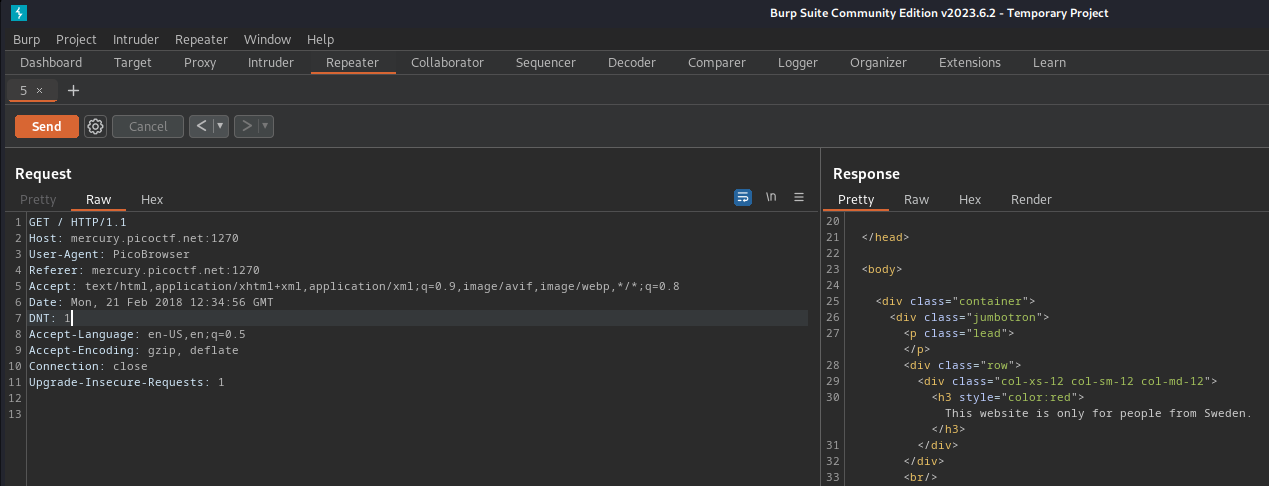 Burp Suite Community Edition v2023.6.2 - Temporary Project
Burp Project Intruder Repeater Window Help
Dashboard Target Proxy Intruder Repeater Collaborator Sequencer Decoder Comparer Logger Organizer Extensions Learn
5 × +
Send Cancel < >
Request
Pretty Raw Hex \n
1 GET / HTTP/1.1
2 Host: mercury.picoctf.net:1270
3 User-Agent: PicoBrowser
4 Referer: mercury.picoctf.net:1270
5 Accept: text/html,application/xhtml+xml,application/xml;q=0.9,image/avif,image/webp,*/*;q=0.8
6 Date: Mon, 21 Feb 2018 12:34:56 GMT
7 DNT: 1
8 Accept-Language: en-US,en;q=0.5
9 Accept-Encoding: gzip, deflate
10 Connection: close
11 Upgrade-Insecure-Requests: 1
12
13
Response
Pretty Raw Hex Render
20
21 </head>
22
23 <body>
24
25 <div class="container">
26 <div class="jumbotron">
27 <p class="lead">
</p>
28 <div class="row">
29 <div class="col-xs-12 col-sm-12 col-md-12">
30 <h3 style="color:red">
This website is only for people from Sweden.
</h3>
31 </div>
32 </div>
33 <br/>